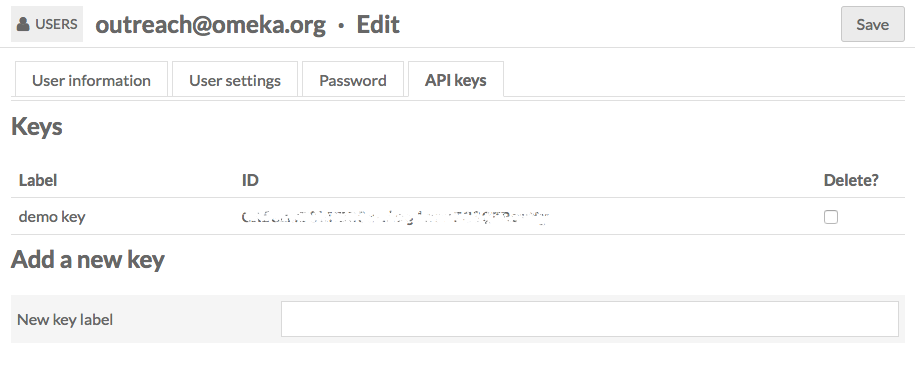 USERS outreach@omeka.org · Edit Save
User information User settings Password API keys
Keys
Label ID Delete?
demo key
Add a new key
New key label